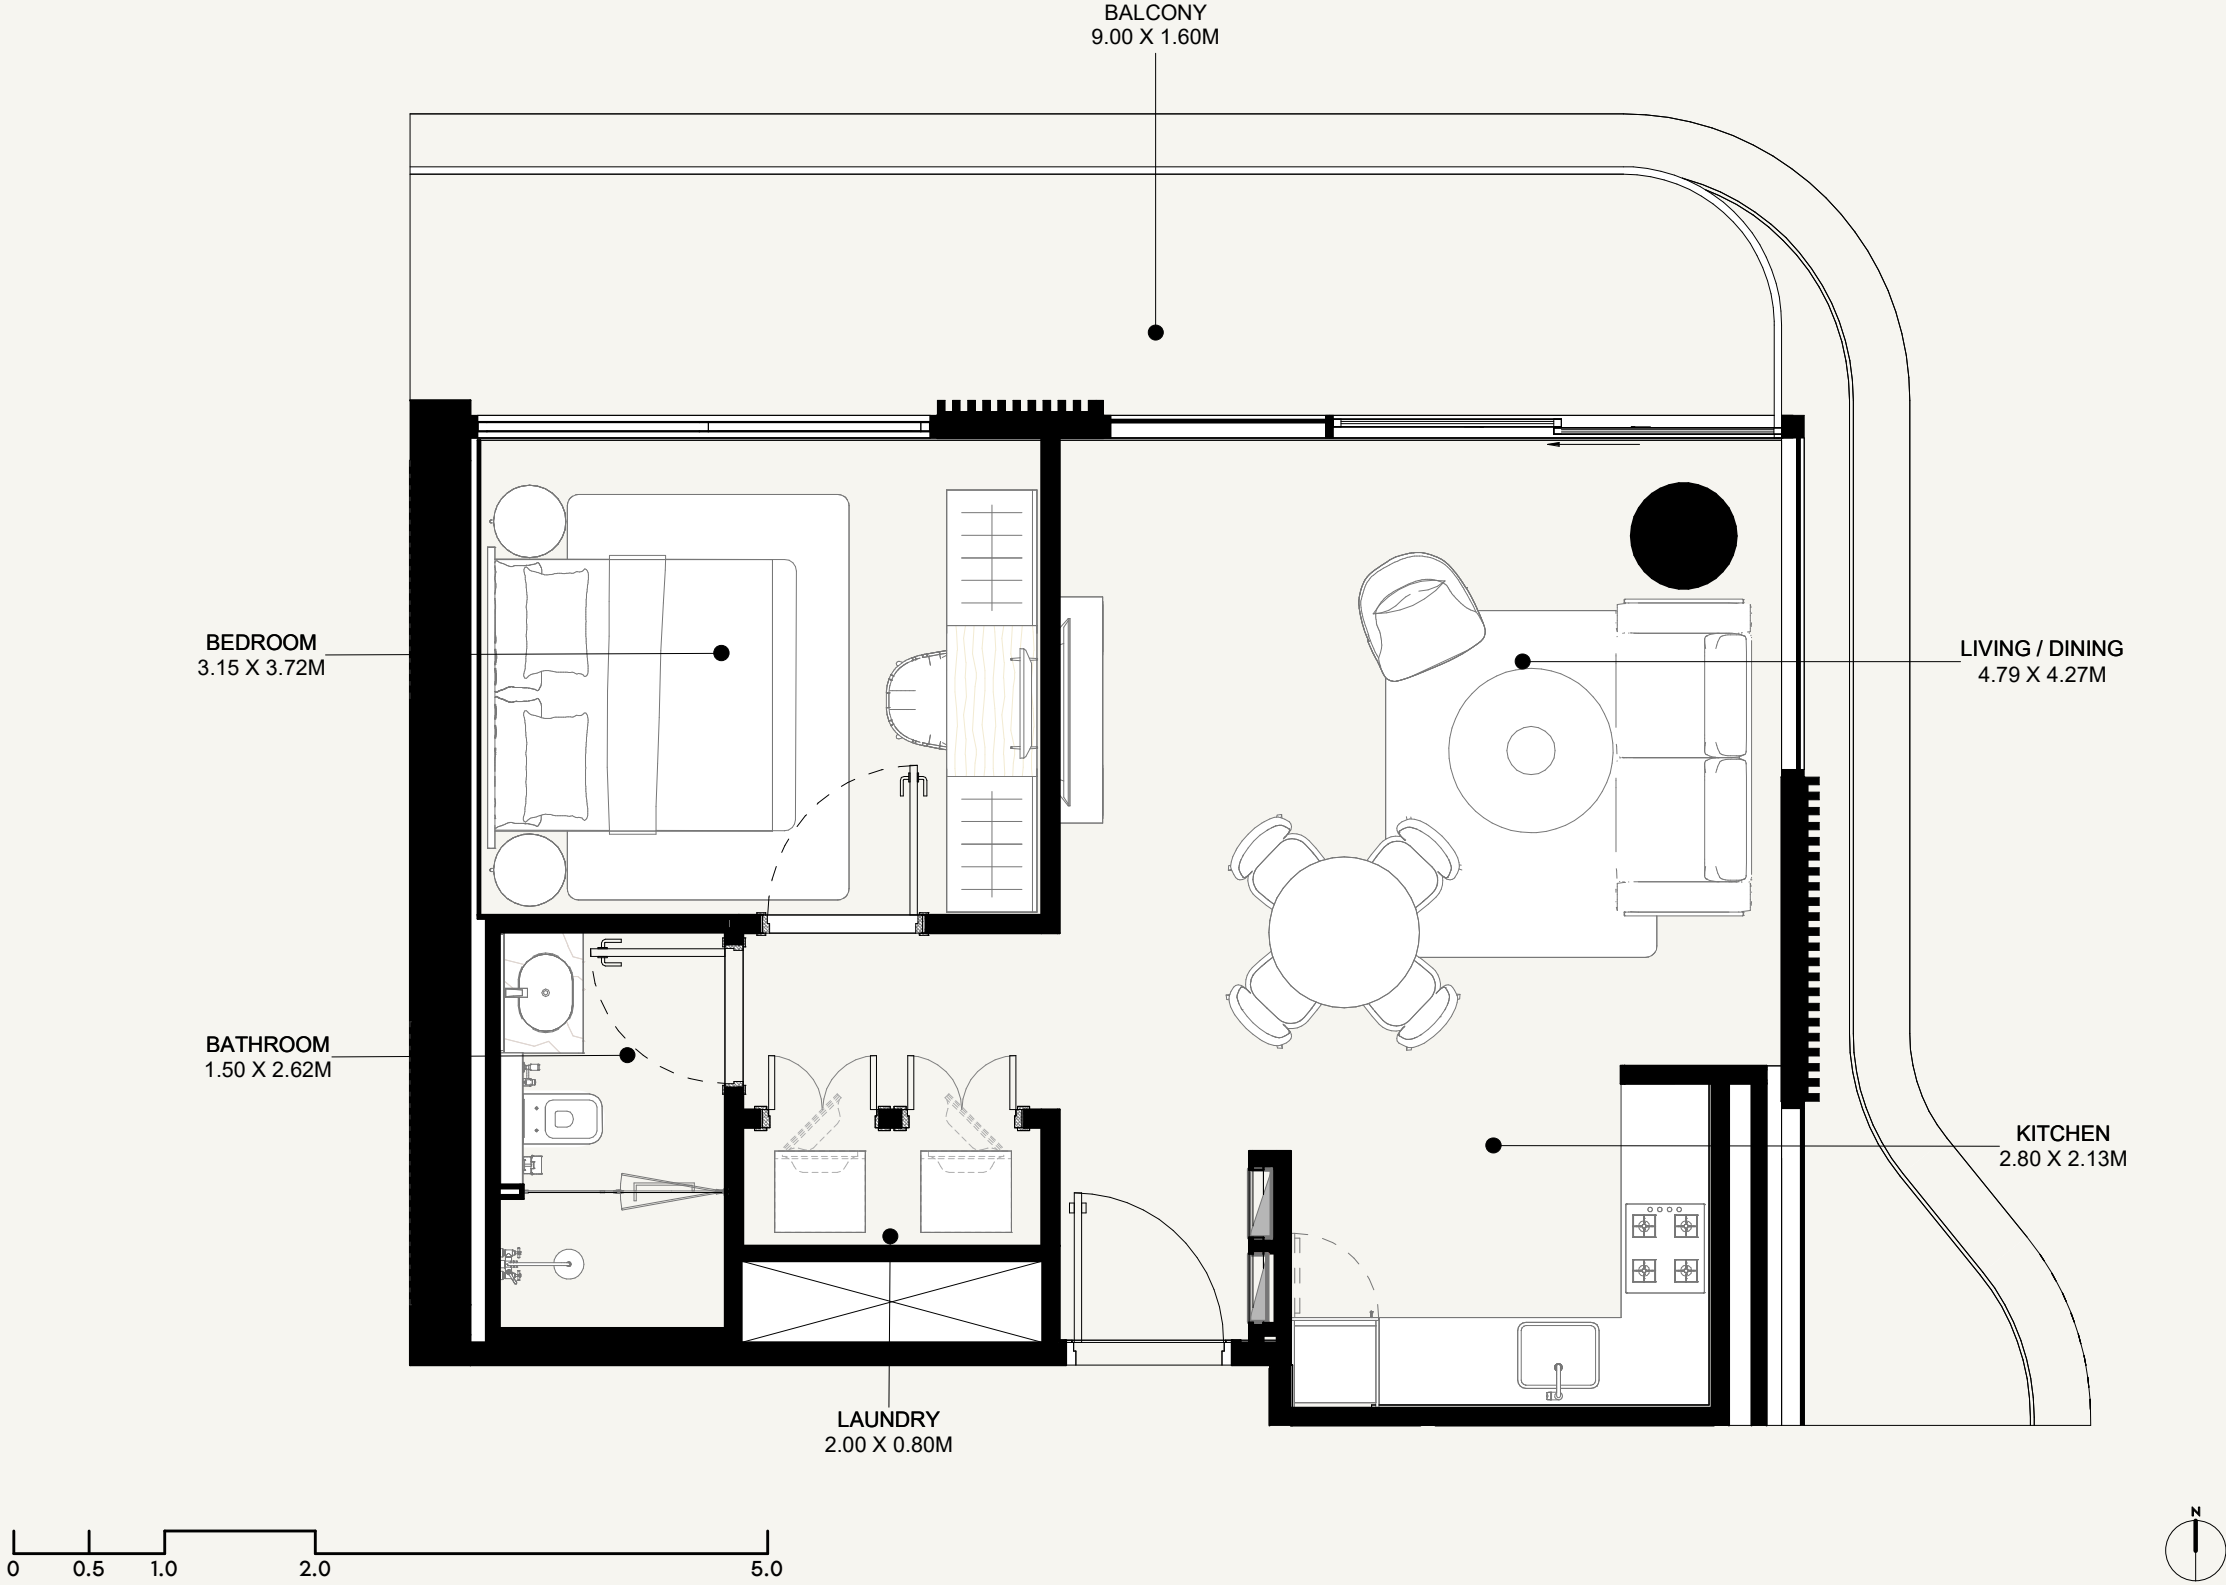 BALCONY
9.00 X 1.60M
BEDROOM
3.15 X 3.72M
LIVING / DINING
4.79 X 4.27M
BATHROOM
1.50 X 2.62M
KITCHEN
2.80 X 2.13M
LAUNDRY
2.00 X 0.80M
N
0 0.5 1.0 2.0 5.0